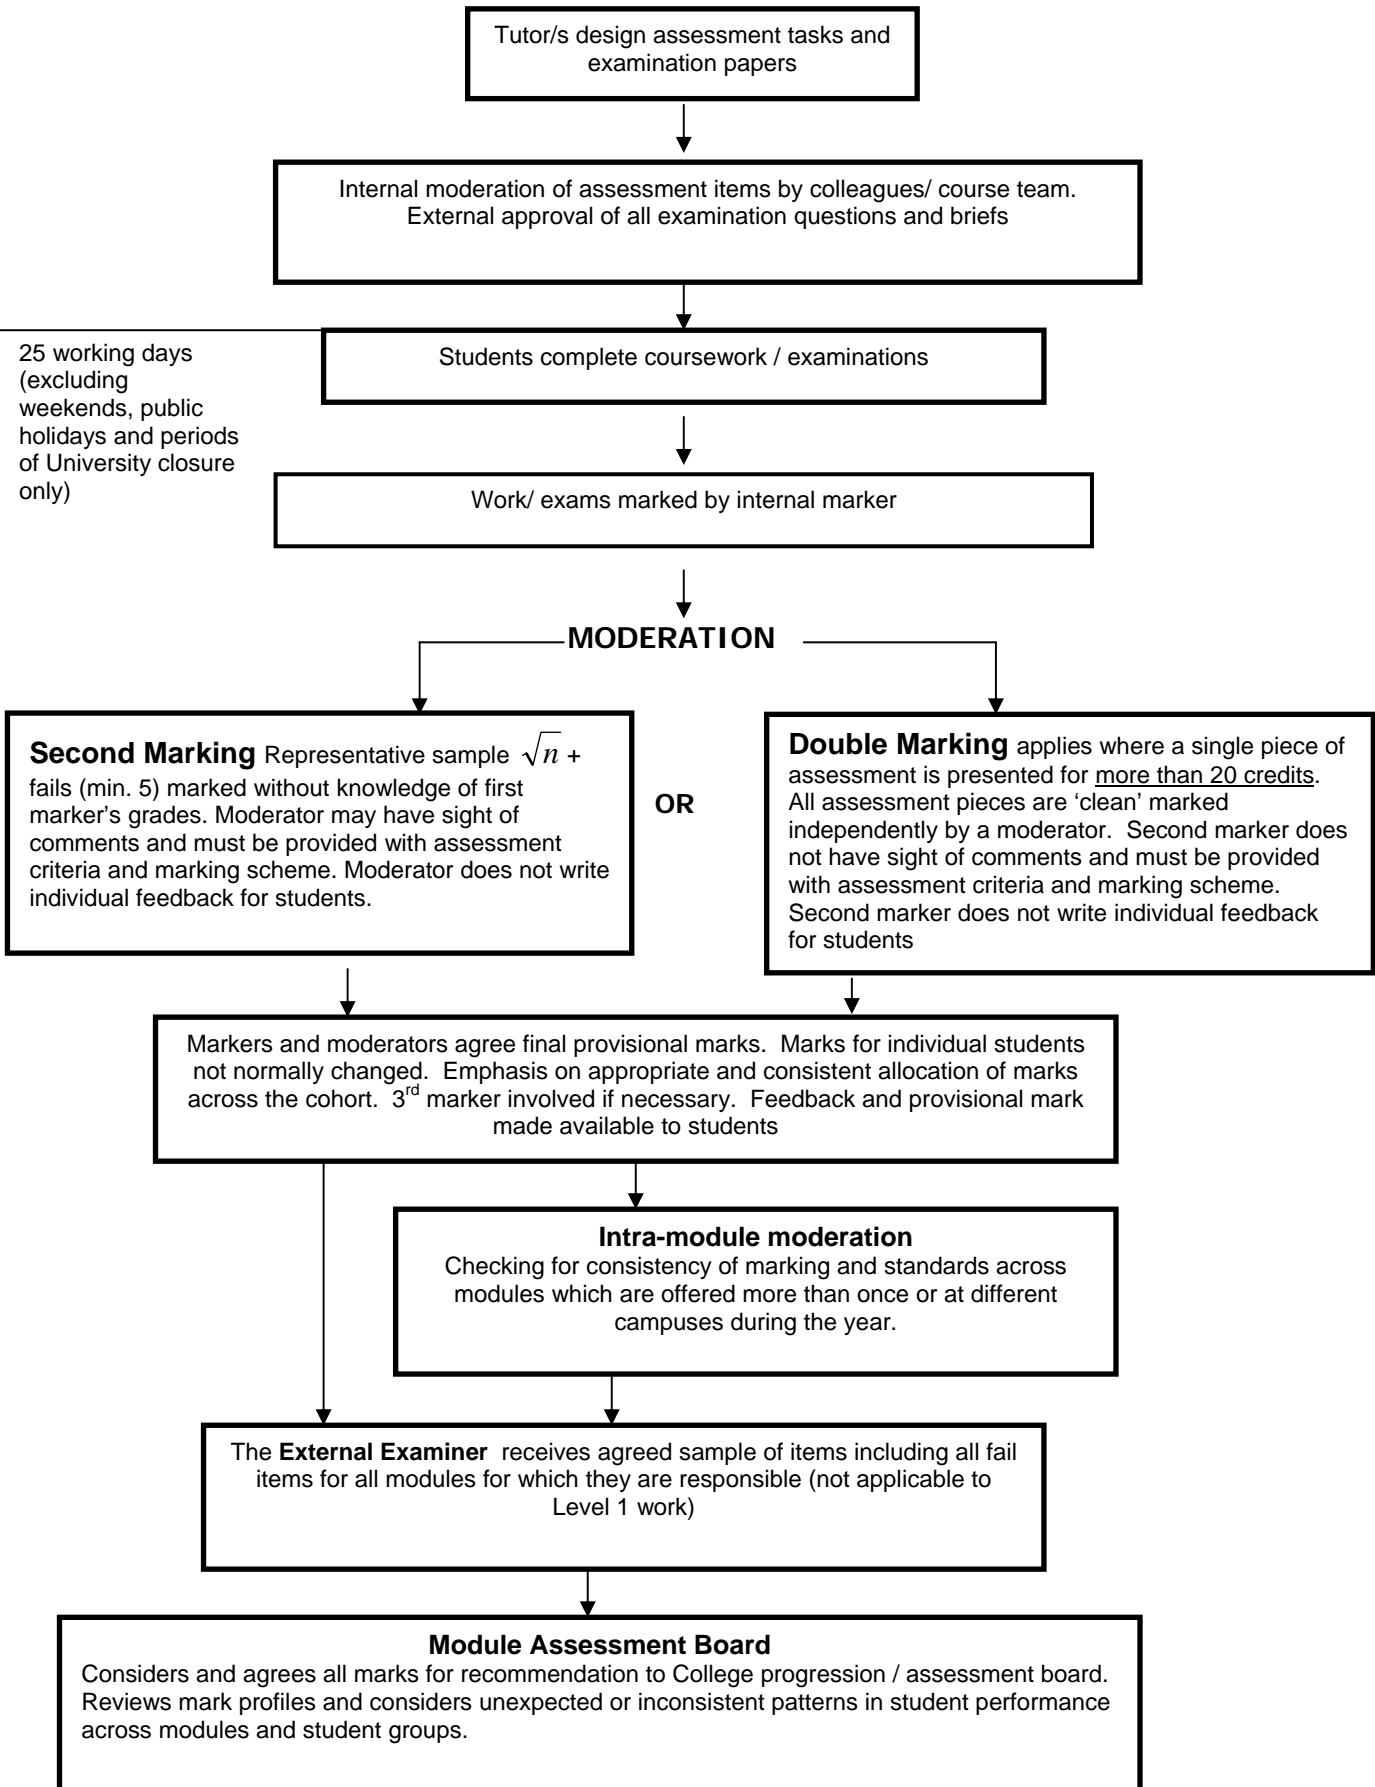 Tutor/s design assessment tasks and
examination papers
Internal moderation of assessment items by colleagues/ course team.
External approval of all examination questions and briefs
25 working days
(excluding
weekends, public
holidays and periods
of University closure
only)
Students complete coursework / examinations
Work/ exams marked by internal marker
MODERATION
Second Marking Representative sample √n +
fails (min. 5) marked without knowledge of first
marker's grades. Moderator may have sight of
comments and must be provided with assessment
criteria and marking scheme. Moderator does not write
individual feedback for students.
OR
Double Marking applies where a single piece of
assessment is presented for more than 20 credits.
All assessment pieces are 'clean' marked
independently by a moderator.  Second marker does
not have sight of comments and must be provided
with assessment criteria and marking scheme.
Second marker does not write individual feedback
for students
Markers and moderators agree final provisional marks.  Marks for individual students
not normally changed.  Emphasis on appropriate and consistent allocation of marks
across the cohort.  3rd marker involved if necessary.  Feedback and provisional mark
made available to students
Intra-module moderation
Checking for consistency of marking and standards across
modules which are offered more than once or at different
campuses during the year.
The External Examiner  receives agreed sample of items including all fail
items for all modules for which they are responsible (not applicable to
Level 1 work)
Module Assessment Board
Considers and agrees all marks for recommendation to College progression / assessment board.
Reviews mark profiles and considers unexpected or inconsistent patterns in student performance
across modules and student groups.